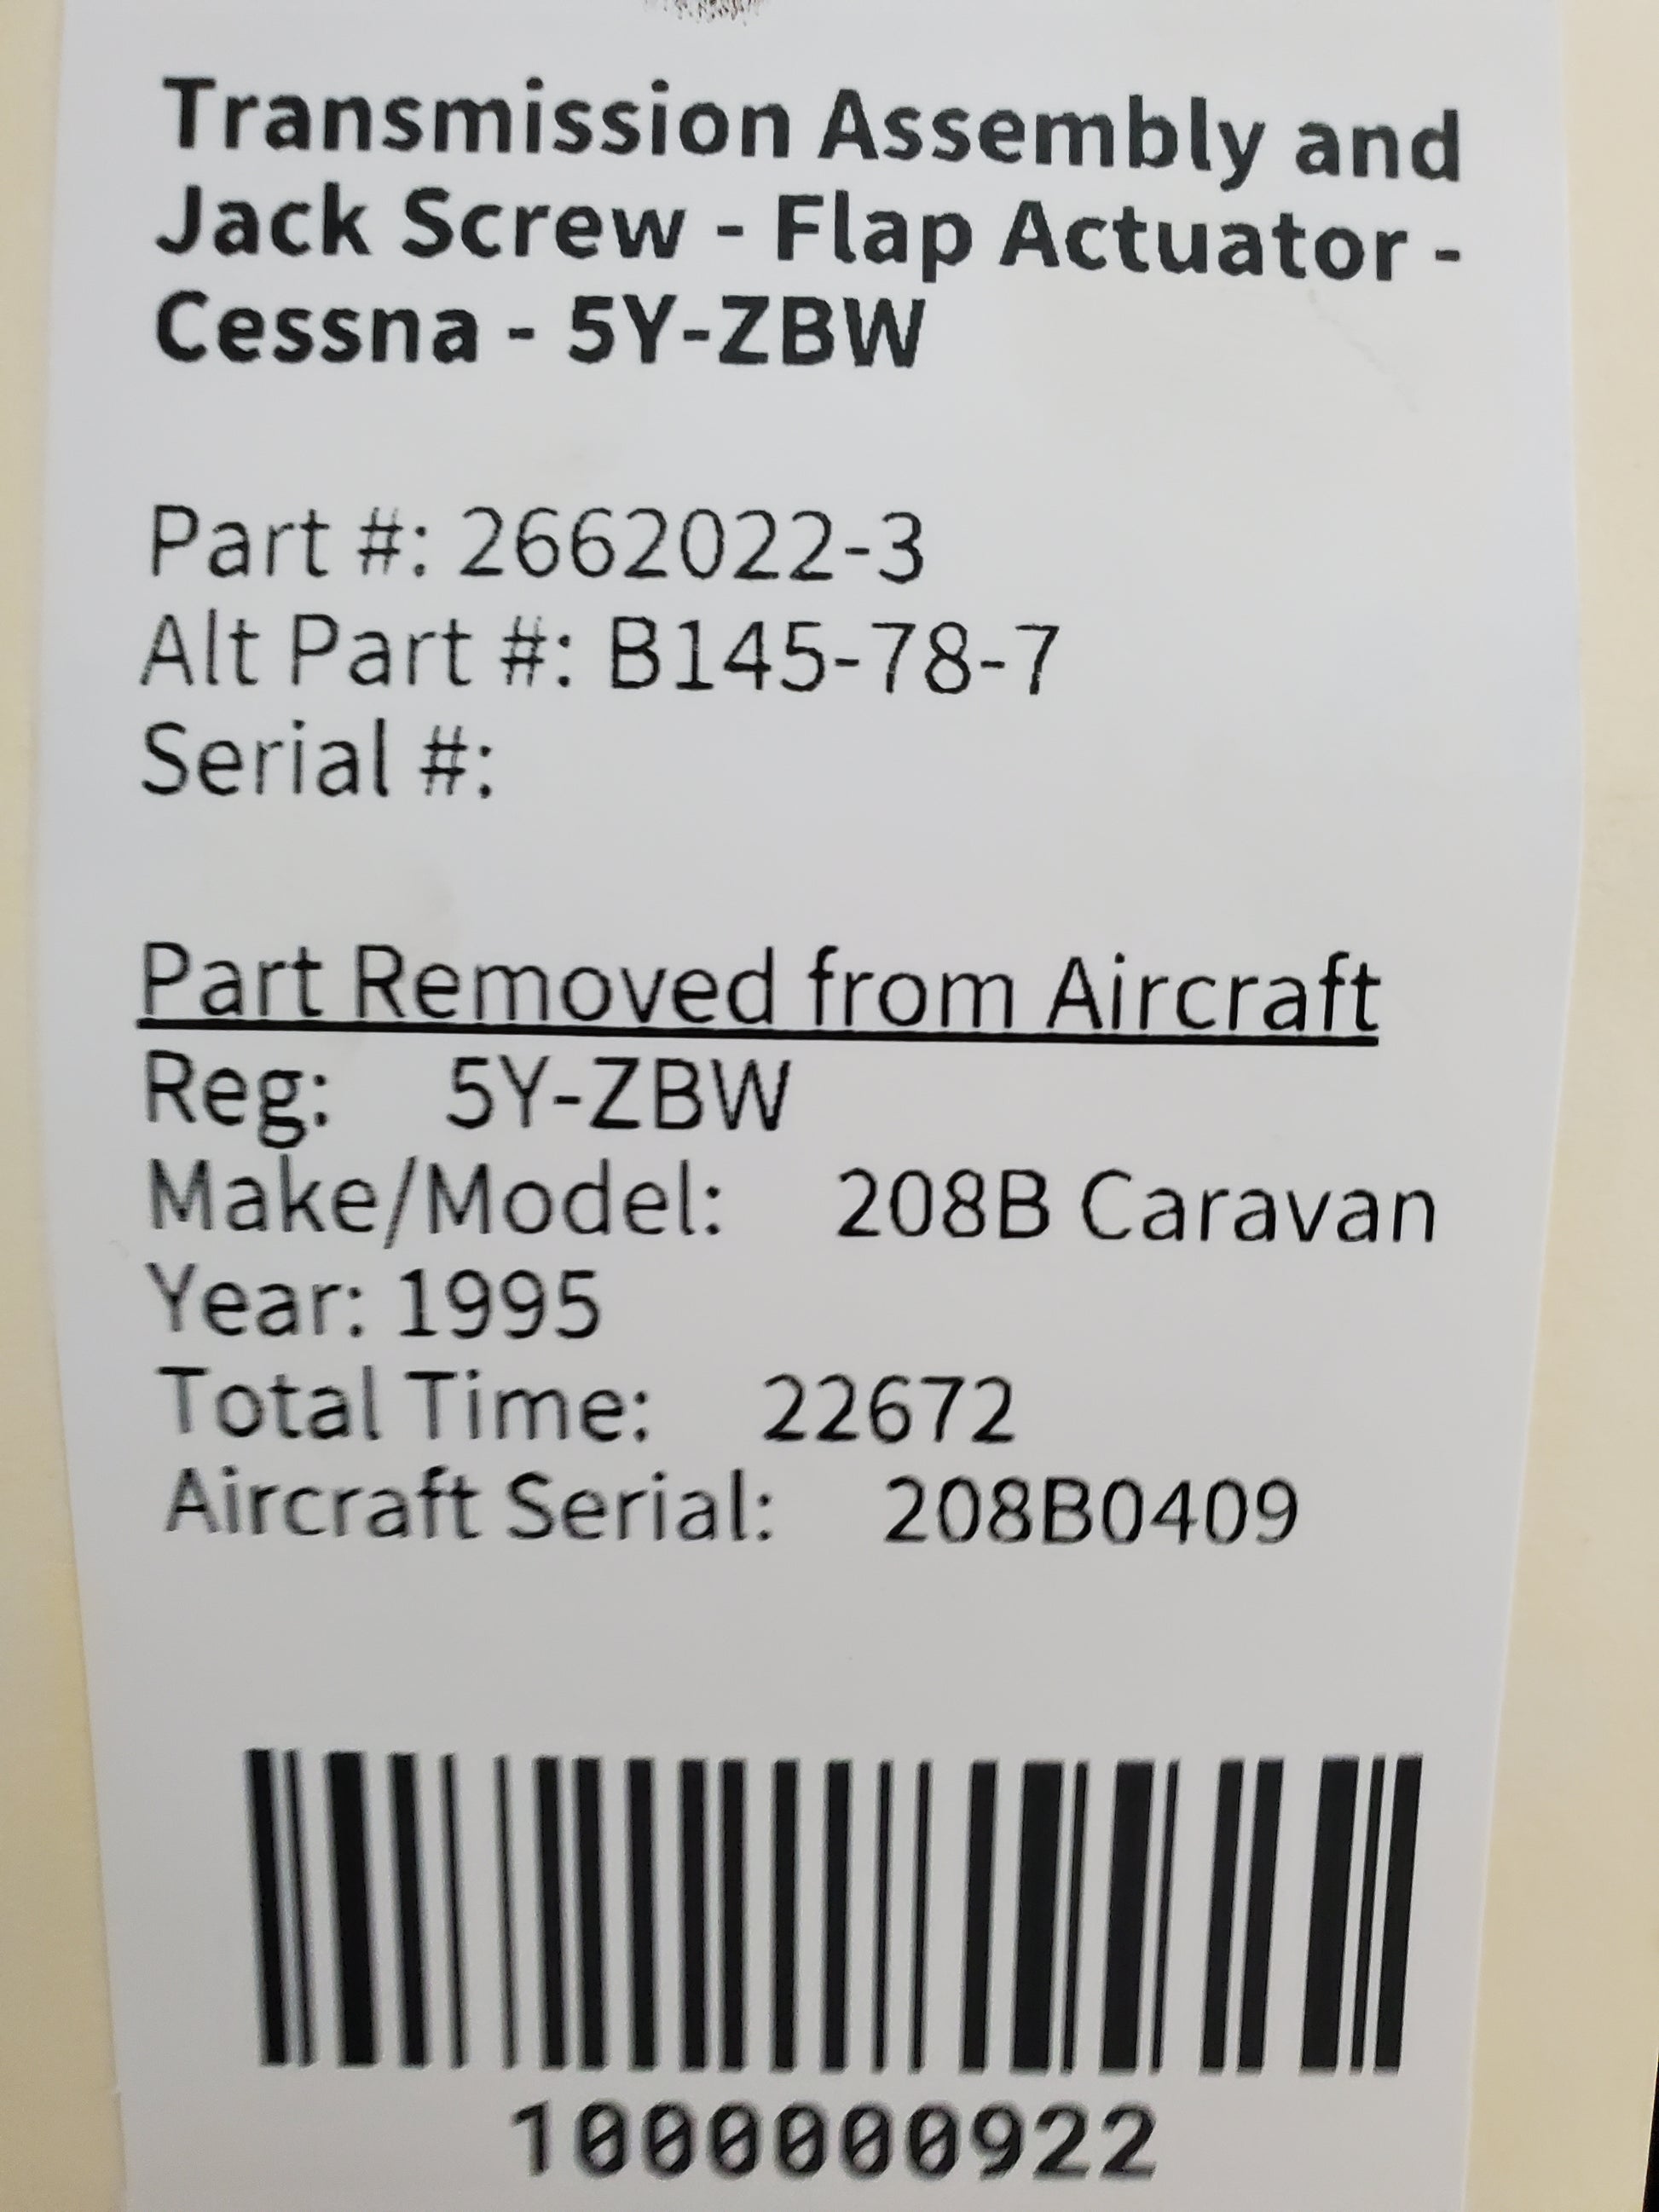 Transmission Assembly and
Jack Screw - Flap Actuator -
Cessna - 5Y-ZBW
Part #: 2662022-3
Alt Part #: B145-78-7
Serial #:
Part Removed from Aircraft
Reg: 5Y-ZBW
Make/Model: 208B Caravan
Year: 1995
Total Time: 22672
Aircraft Serial: 208B0409
1000000922